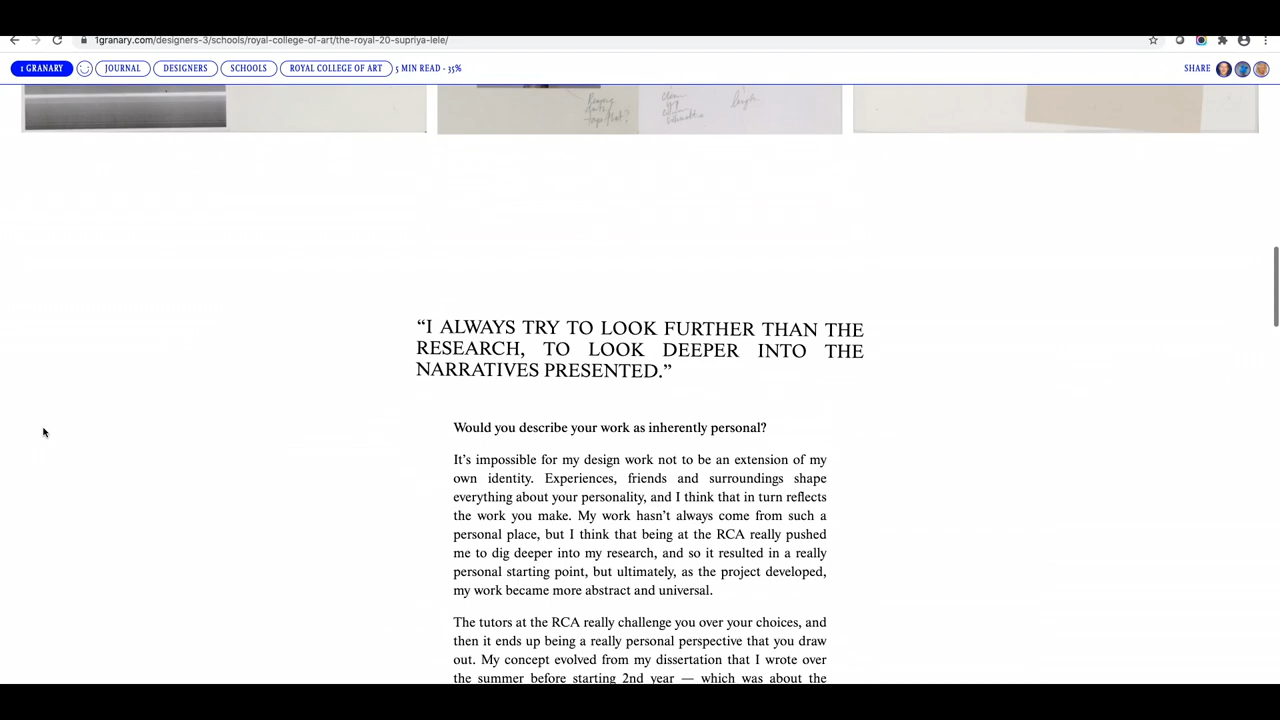 1granary.com/designers-3/schools/royal-college-of-art/the-royal-20-supriya-lele/
1 GRANARY JOURNAL DESIGNERS SCHOOLS ROYAL COLLEGE OF ART 5 MIN READ - 35% SHARE
“I ALWAYS TRY TO LOOK FURTHER THAN THE
RESEARCH, TO LOOK DEEPER INTO THE
NARRATIVES PRESENTED.”
Would you describe your work as inherently personal?
It’s impossible for my design work not to be an extension of my
own identity. Experiences, friends and surroundings shape
everything about your personality, and I think that in turn reflects
the work you make. My work hasn’t always come from such a
personal place, but I think that being at the RCA really pushed
me to dig deeper into my research, and so it resulted in a really
personal starting point, but ultimately, as the project developed,
my work became more abstract and universal.
The tutors at the RCA really challenge you over your choices, and
then it ends up being a really personal perspective that you draw
out. My concept evolved from my dissertation that I wrote over
the summer before starting 2nd year — which was about the